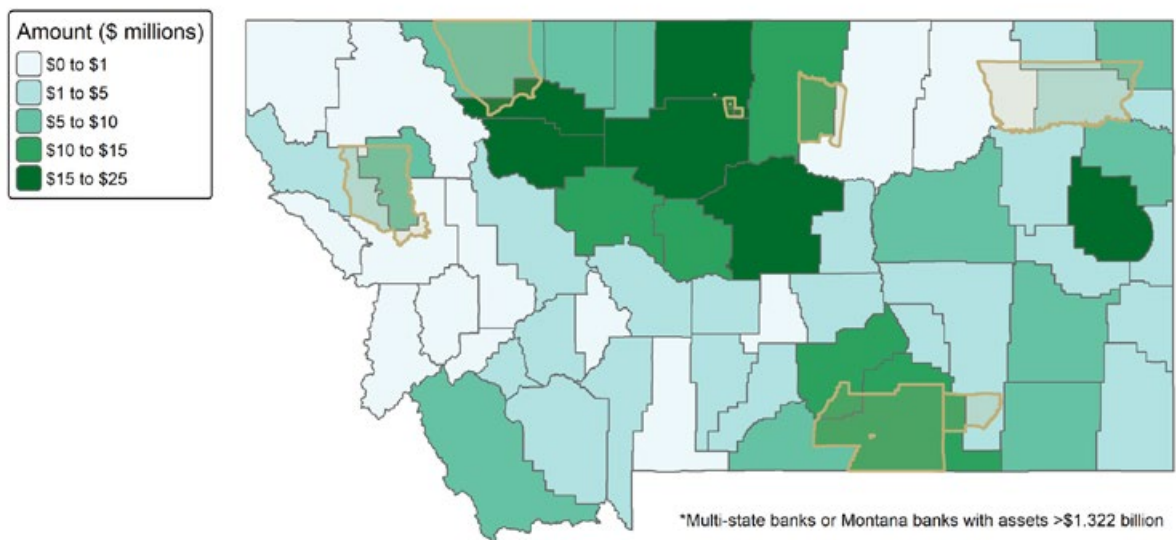 Amount ($ millions)
$0 to $1
$1 to $5
$5 to $10
$10 to $15
$15 to $25
*Multi-state banks or Montana banks with assets >$1.322 billion